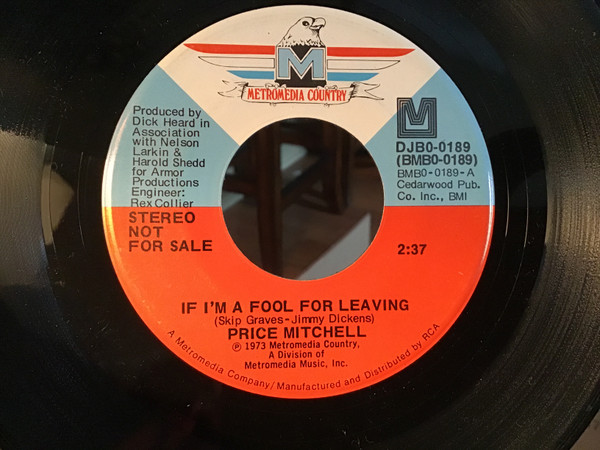 M
METROMEDIA COUNTRY
Produced by
Dick Heard in
Association
with Nelson
Larkin &
Harold Shedd
for Armor
Productions
Engineer:
Rex Collier
STEREO
NOT
FOR SALE
M
DJBO-0189
(BMBO-0189)
BMBO-0189-A
Cedarwood Pub.
Co. Inc., BMI
2:37
IF I'M A FOOL FOR LEAVING
(Skip Graves-Jimmy Dickens)
PRICE MITCHELL
℗ 1973 Metromedia Country,
A Division of
Metromedia Music, Inc.
A Metromedia Company/Manufactured and Distributed by RCA